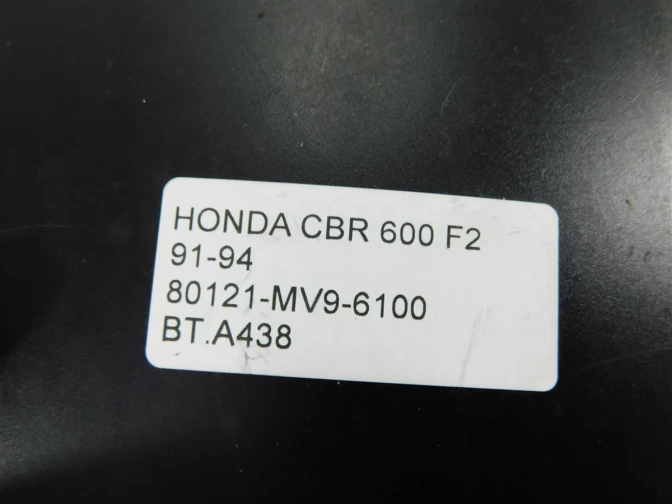 HONDA CBR 600 F2
91-94
80121-MV9-6100
BT.A438